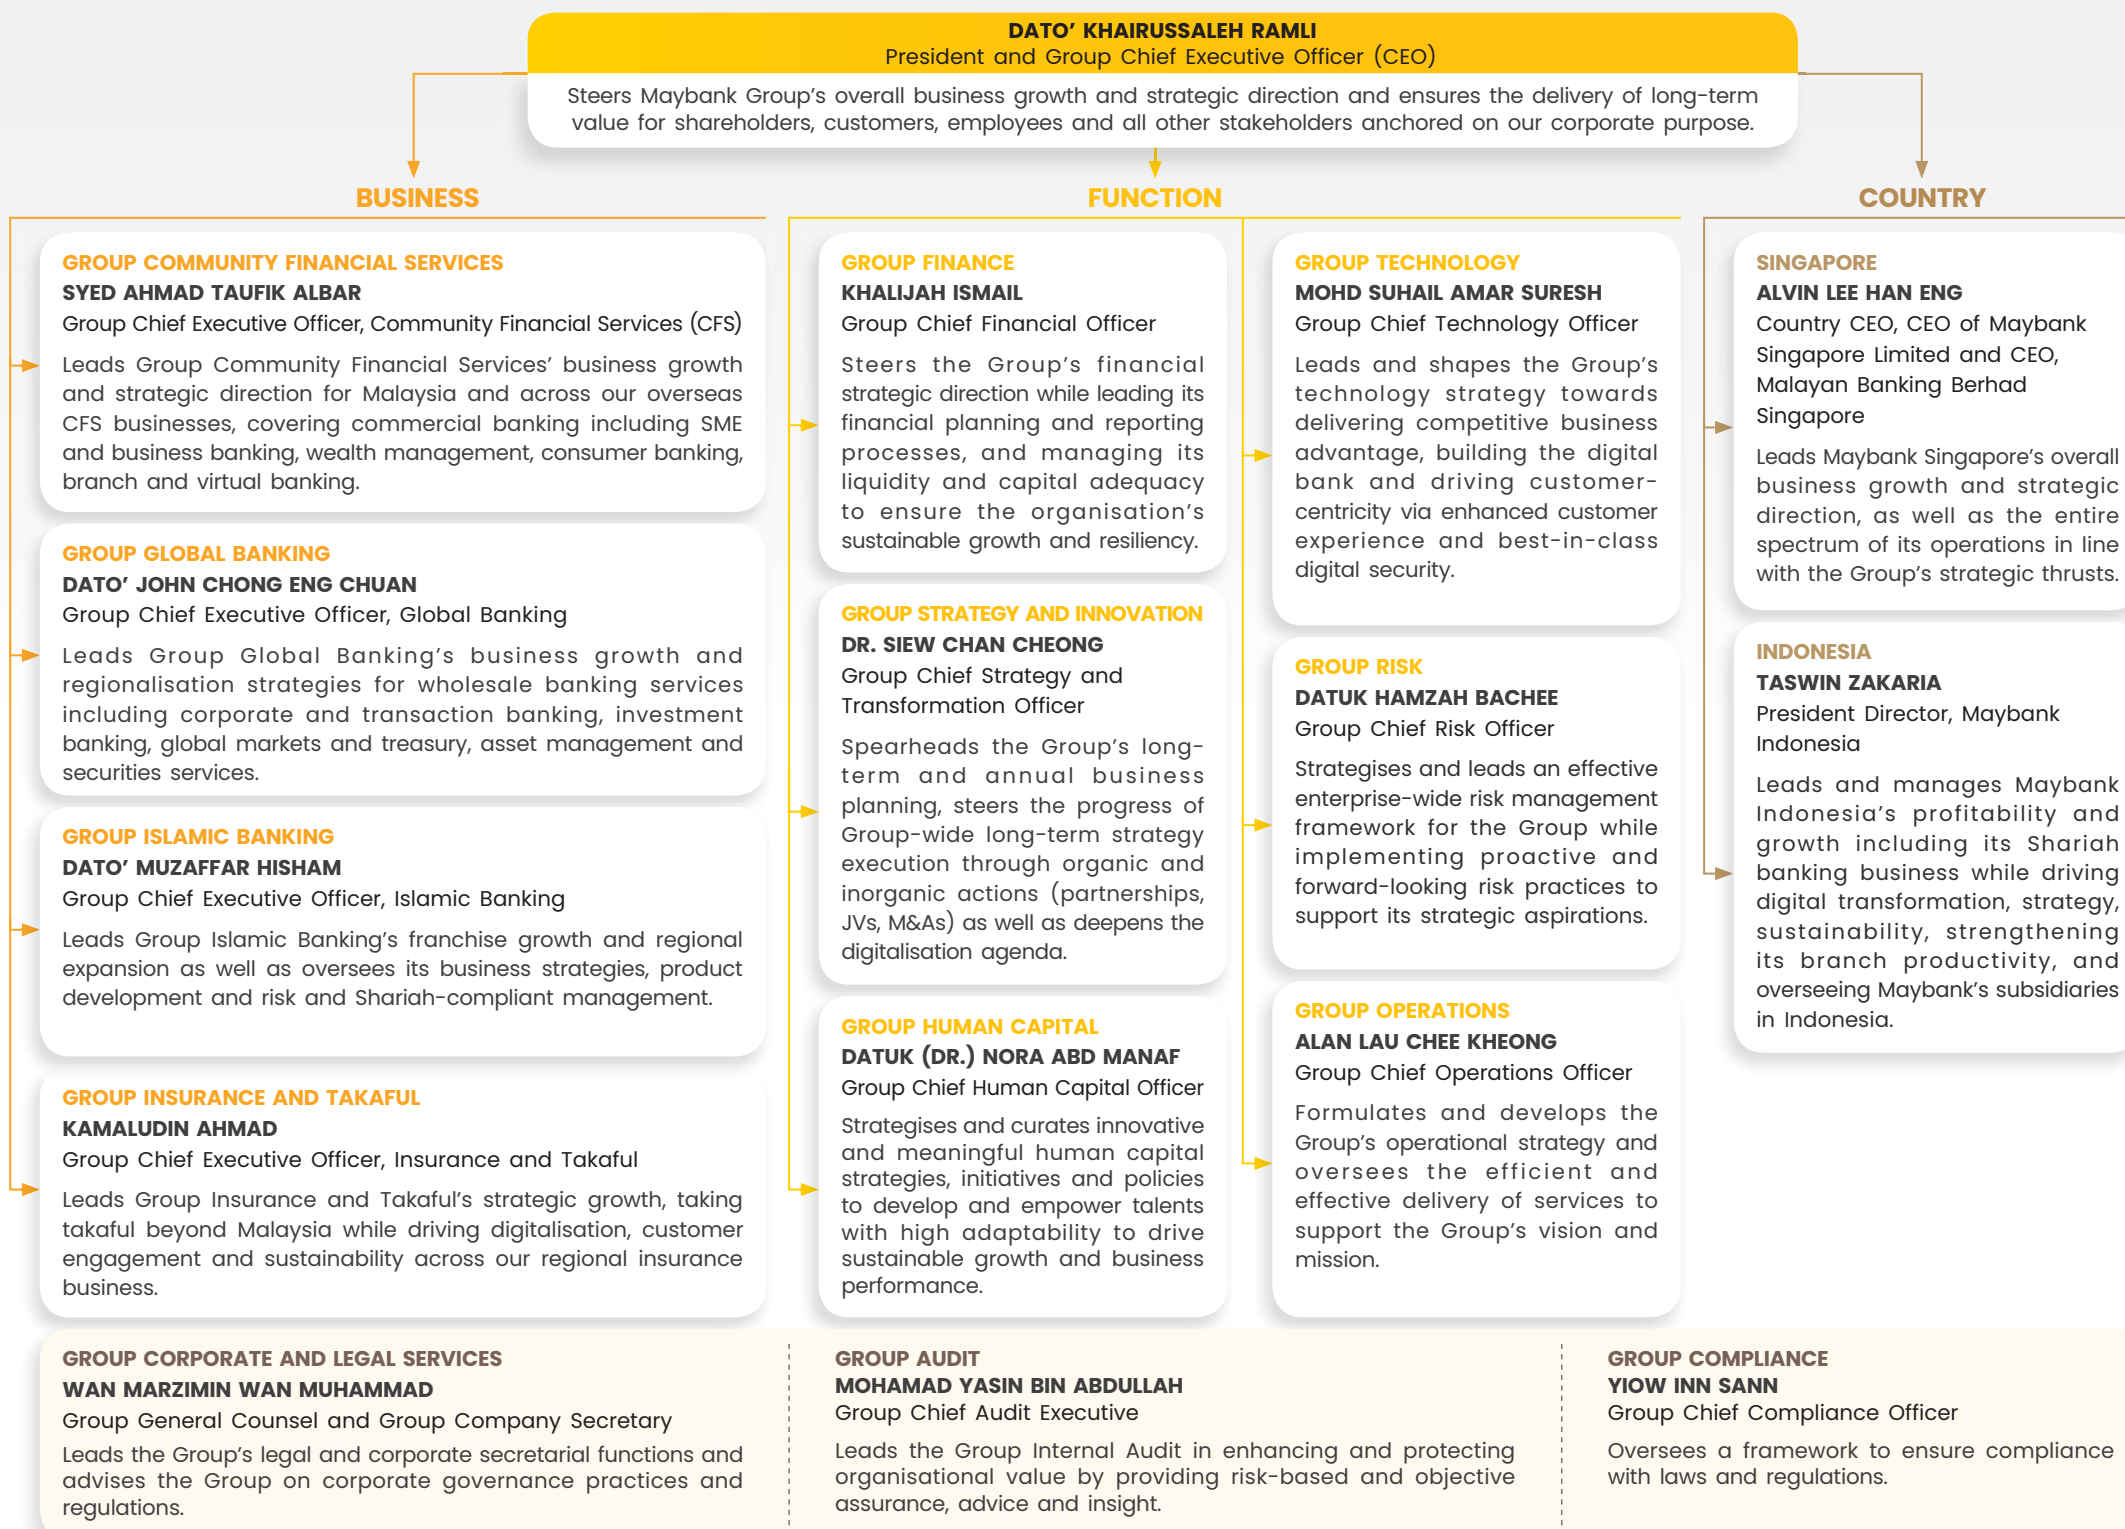 DATO’ KHAIRUSSALEH RAMLI
President and Group Chief Executive Officer (CEO)
Steers Maybank Group’s overall business growth and strategic direction and ensures the delivery of long-term
value for shareholders, customers, employees and all other stakeholders anchored on our corporate purpose.
BUSINESS
GROUP COMMUNITY FINANCIAL SERVICES
SYED AHMAD TAUFIK ALBAR
Group Chief Executive Officer, Community Financial Services (CFS)
Leads Group Community Financial Services’ business growth
and strategic direction for Malaysia and across our overseas
CFS businesses, covering commercial banking including SME
and business banking, wealth management, consumer banking,
branch and virtual banking.
GROUP GLOBAL BANKING
DATO’ JOHN CHONG ENG CHUAN
Group Chief Executive Officer, Global Banking
Leads Group Global Banking’s business growth and
regionalisation strategies for wholesale banking services
including corporate and transaction banking, investment
banking, global markets and treasury, asset management and
securities services.
GROUP ISLAMIC BANKING
DATO’ MUZAFFAR HISHAM
Group Chief Executive Officer, Islamic Banking
Leads Group Islamic Banking’s franchise growth and regional
expansion as well as oversees its business strategies, product
development and risk and Shariah-compliant management.
GROUP INSURANCE AND TAKAFUL
KAMALUDIN AHMAD
Group Chief Executive Officer, Insurance and Takaful
Leads Group Insurance and Takaful’s strategic growth, taking
takaful beyond Malaysia while driving digitalisation, customer
engagement and sustainability across our regional insurance
business.
FUNCTION
GROUP FINANCE
KHALIJAH ISMAIL
Group Chief Financial Officer
Steers the Group’s financial
strategic direction while leading its
financial planning and reporting
processes, and managing its
liquidity and capital adequacy
to ensure the organisation’s
sustainable growth and resiliency.
GROUP STRATEGY AND INNOVATION
DR. SIEW CHAN CHEONG
Group Chief Strategy and
Transformation Officer
Spearheads the Group’s long-
term and annual business
planning, steers the progress of
Group-wide long-term strategy
execution through organic and
inorganic actions (partnerships,
JVs, M&As) as well as deepens the
digitalisation agenda.
GROUP HUMAN CAPITAL
DATUK (DR.) NORA ABD MANAF
Group Chief Human Capital Officer
Strategises and curates innovative
and meaningful human capital
strategies, initiatives and policies
to develop and empower talents
with high adaptability to drive
sustainable growth and business
performance.
GROUP TECHNOLOGY
MOHD SUHAIL AMAR SURESH
Group Chief Technology Officer
Leads and shapes the Group’s
technology strategy towards
delivering competitive business
advantage, building the digital
bank and driving customer-
centricity via enhanced customer
experience and best-in-class
digital security.
GROUP RISK
DATUK HAMZAH BACHEE
Group Chief Risk Officer
Strategises and leads an effective
enterprise-wide risk management
framework for the Group while
implementing proactive and
forward-looking risk practices to
support its strategic aspirations.
GROUP OPERATIONS
ALAN LAU CHEE KHEONG
Group Chief Operations Officer
Formulates and develops the
Group’s operational strategy and
oversees the efficient and
effective delivery of services to
support the Group’s vision and
mission.
COUNTRY
SINGAPORE
ALVIN LEE HAN ENG
Country CEO, CEO of Maybank
Singapore Limited and CEO,
Malayan Banking Berhad
Singapore
Leads Maybank Singapore’s overall
business growth and strategic
direction, as well as the entire
spectrum of its operations in line
with the Group’s strategic thrusts.
INDONESIA
TASWIN ZAKARIA
President Director, Maybank
Indonesia
Leads and manages Maybank
Indonesia’s profitability and
growth including its Shariah
banking business while driving
digital transformation, strategy,
sustainability, strengthening
its branch productivity, and
overseeing Maybank’s subsidiaries
in Indonesia.
GROUP CORPORATE AND LEGAL SERVICES
WAN MARZIMIN WAN MUHAMMAD
Group General Counsel and Group Company Secretary
Leads the Group’s legal and corporate secretarial functions and
advises the Group on corporate governance practices and
regulations.
GROUP AUDIT
MOHAMAD YASIN BIN ABDULLAH
Group Chief Audit Executive
Leads the Group Internal Audit in enhancing and protecting
organisational value by providing risk-based and objective
assurance, advice and insight.
GROUP COMPLIANCE
YIOW INN SANN
Group Chief Compliance Officer
Oversees a framework to ensure compliance
with laws and regulations.